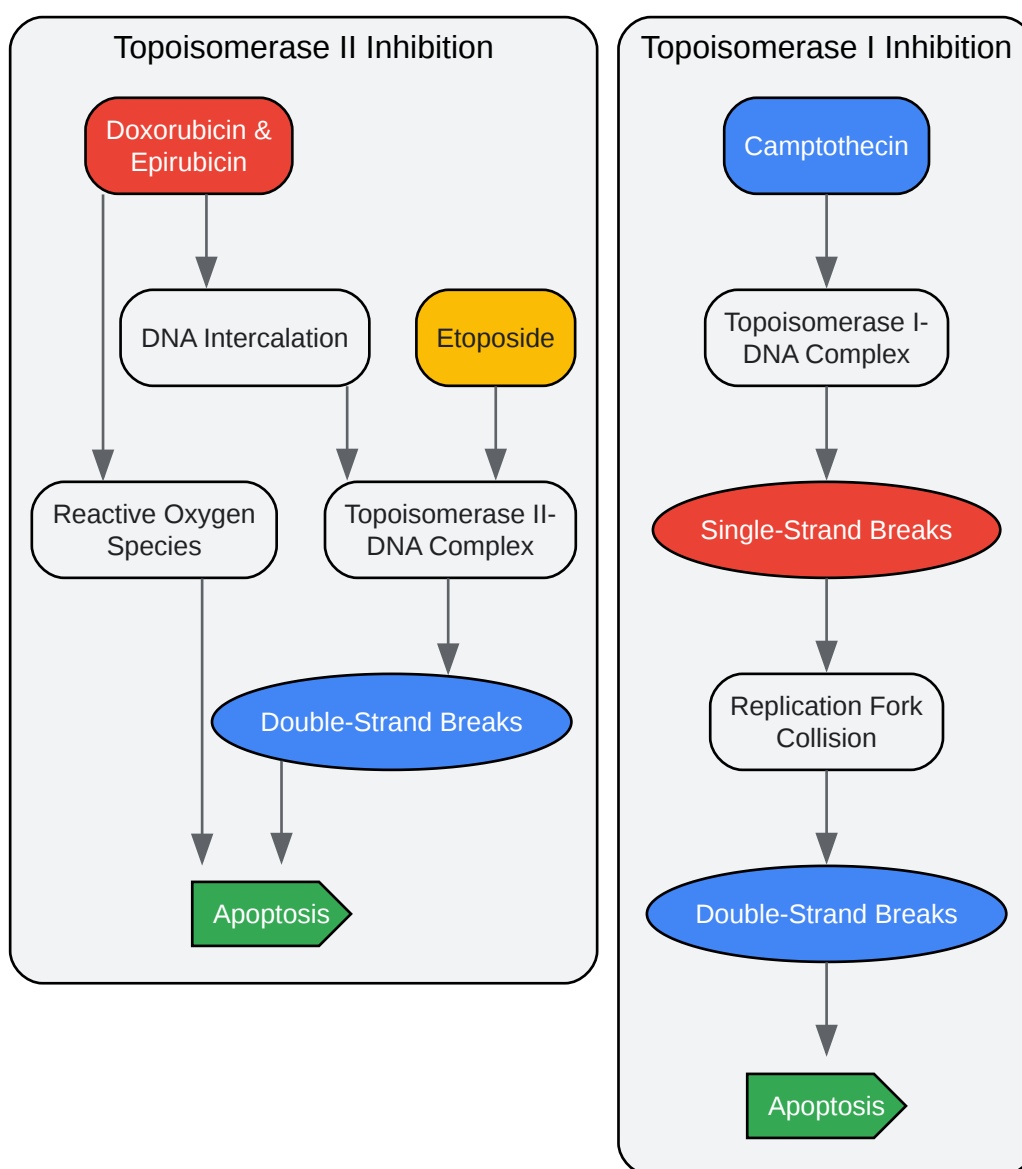 Topoisomerase II Inhibition
Doxorubicin &
Epirubicin
DNA Intercalation
Etoposide
Reactive Oxygen
Species
Topoisomerase II-
DNA Complex
Double-Strand Breaks
Apoptosis
Topoisomerase I Inhibition
Camptothecin
Topoisomerase I-
DNA Complex
Single-Strand Breaks
Replication Fork
Collision
Double-Strand Breaks
Apoptosis